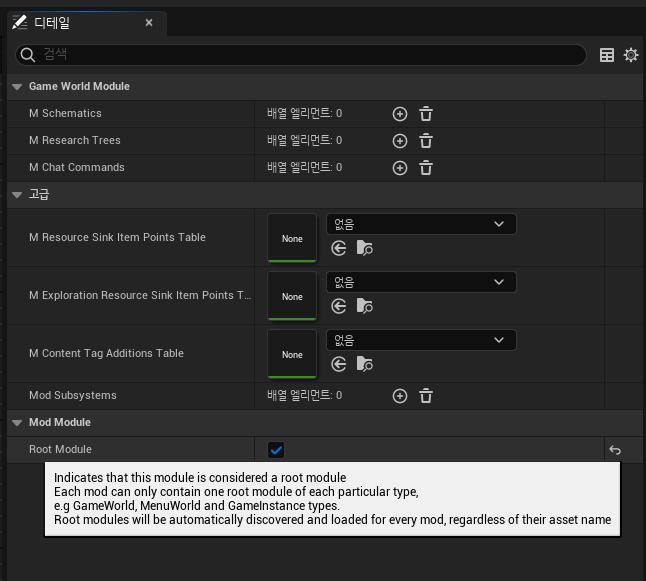 디테일
검색
Game World Module
M Schematics 배열 엘리먼트: 0
M Research Trees 배열 엘리먼트: 0
M Chat Commands 배열 엘리먼트: 0
고급
M Resource Sink Item Points Table None 없음
M Exploration Resource Sink Item Points T... None 없음
M Content Tag Additions Table None 없음
Mod Subsystems 배열 엘리먼트: 0
Mod Module
Root Module
Indicates that this module is considered a root module
Each mod can only contain one root module of each particular type,
e.g GameWorld, MenuWorld and GameInstance types.
Root modules will be automatically discovered and loaded for every mod, regardless of their asset name